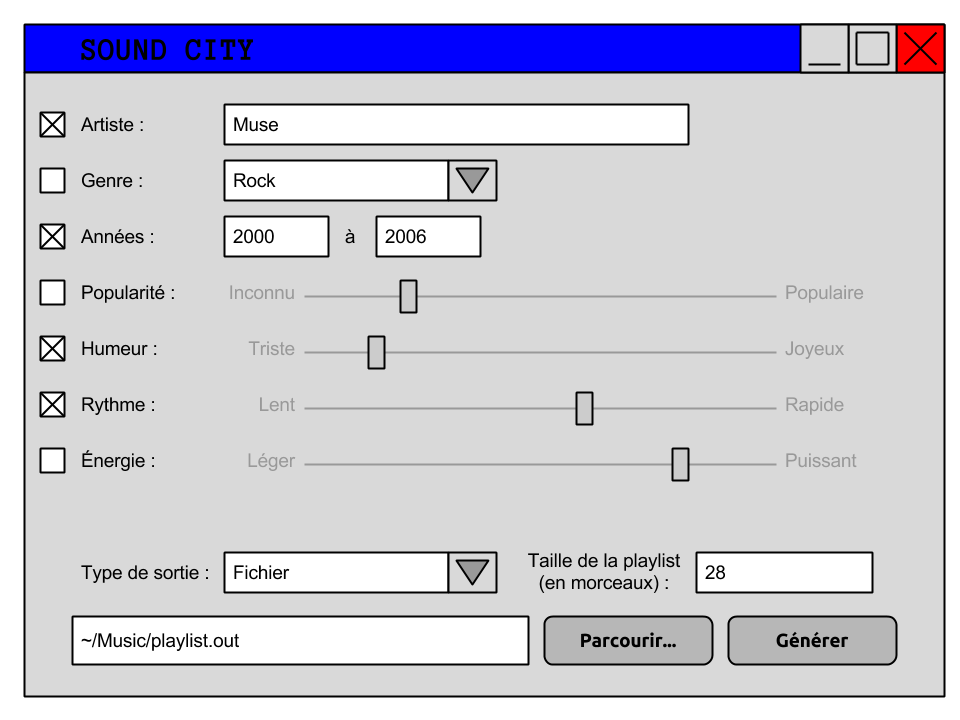 SOUND CITY
Artiste : Muse
Genre : Rock
Années : 2000 à 2006
Popularité : Inconnu Populaire
Humeur : Triste Joyeux
Rythme : Lent Rapide
Énergie : Léger Puissant
Type de sortie : Fichier
Taille de la playlist
(en morceaux) : 28
~/Music/playlist.out Parcourir... Générer